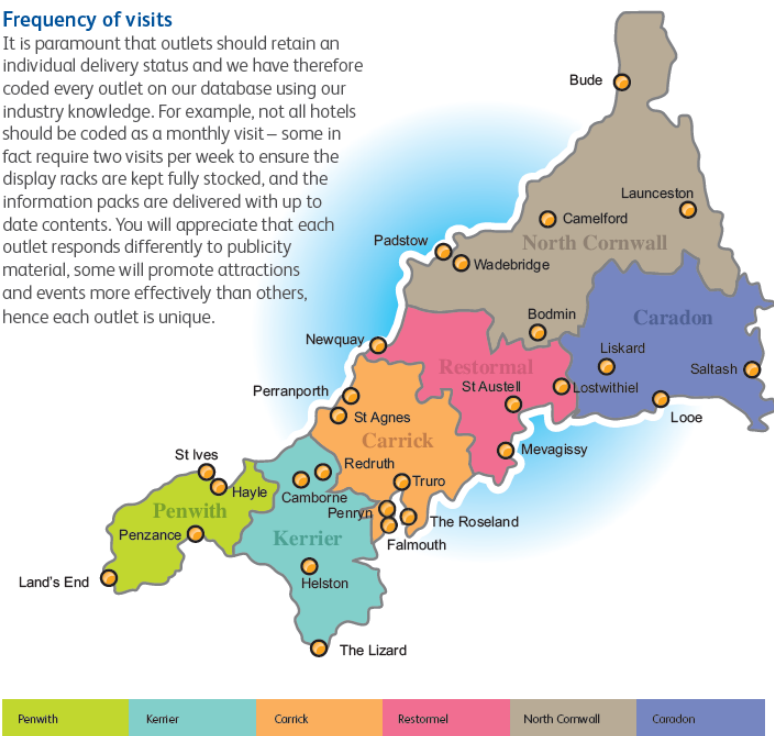 Frequency of visits
It is paramount that outlets should retain an
individual delivery status and we have therefore
coded every outlet on our database using our
industry knowledge. For example, not all hotels
should be coded as a monthly visit – some in
fact require two visits per week to ensure the
display racks are kept fully stocked, and the
information packs are delivered with up to
date contents. You will appreciate that each
outlet responds differently to publicity
material, some will promote attractions
and events more effectively than others,
hence each outlet is unique.
Bude
Launceston
Camelford
Padstow
North Cornwall
Wadebridge
Bodmin
Caradon
Newquay
Liskard
Restormal
Saltash
St Austell
Lostwithiel
Perranporth
St Agnes
Looe
Carrick
Mevagissy
St Ives
Redruth
Truro
Hayle
Camborne
Penwith
Penryn
The Roseland
Penzance
Kerrier
Falmouth
Land's End
Helston
The Lizard
Penwith
Kerrier
Carrick
Restormel
North Cornwall
Caradon